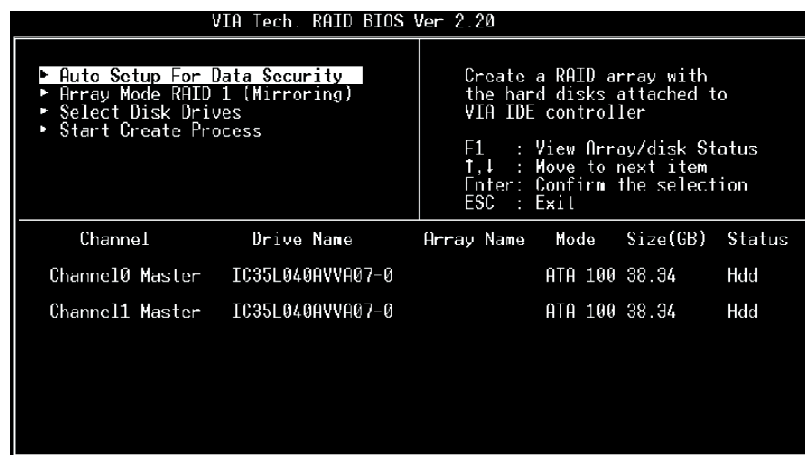 VIA Tech. RAID BIOS Ver 2.20
► Auto Setup For Data Security
► Array Mode RAID 1 (Mirroring)
► Select Disk Drives
► Start Create Process
Create a RAID array with
the hard disks attached to
VIA IDE controller
F1 : View Array/disk Status
↑,↓ : Move to next item
Enter: Confirm the selection
ESC : Exit
Channel Drive Name Array Name Mode Size(GB) Status
Channel0 Master IC35L040AVVA07-0 ATA 100 38.34 Hdd
Channel1 Master IC35L040AVVA07-0 ATA 100 38.34 Hdd